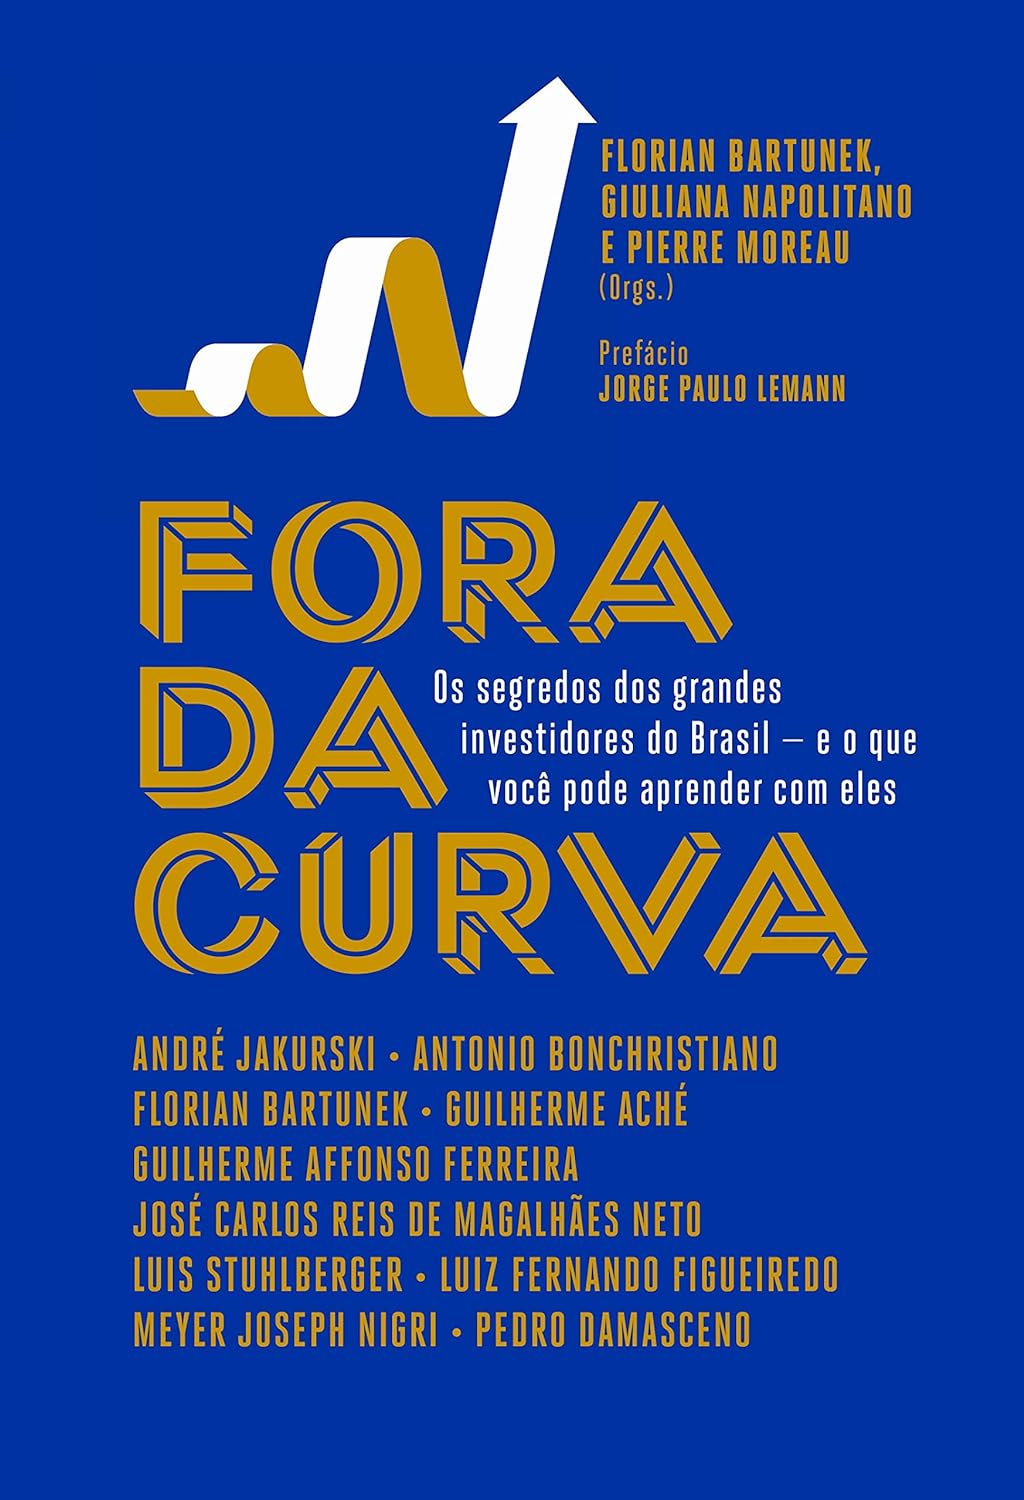 FLORIAN BARTUNEK,
GIULIANA NAPOLITANO
E PIERRE MOREAU
(Orgs.)
Prefácio
JORGE PAULO LEMANN
FORA
DA
Os segredos dos grandes
investidores do Brasil – e o que
você pode aprender com eles
CURVA
ANDRÉ JAKURSKI • ANTONIO BONCHRISTIANO
FLORIAN BARTUNEK • GUILHERME ACHÉ
GUILHERME AFFONSO FERREIRA
JOSÉ CARLOS REIS DE MAGALHÃES NETO
LUIS STUHLBERGER • LUIZ FERNANDO FIGUEIREDO
MEYER JOSEPH NIGRI • PEDRO DAMASCENO